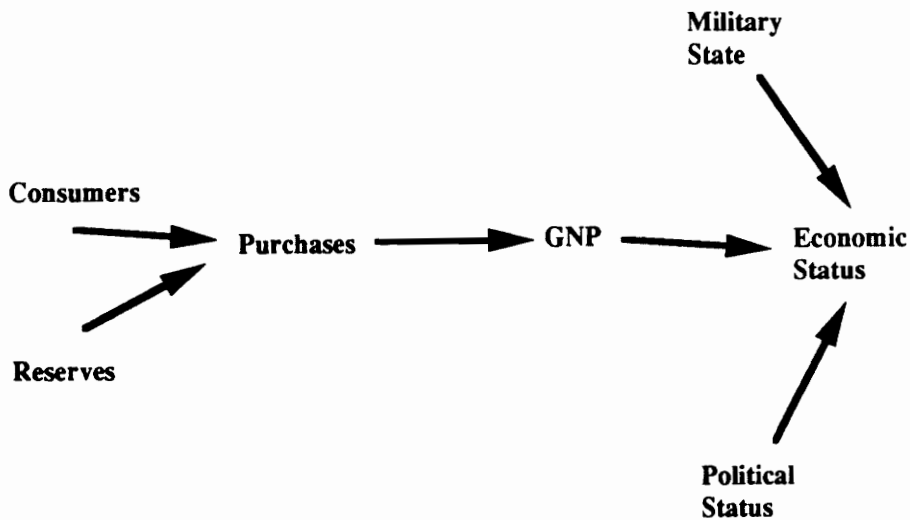 Military
State
Consumers
Purchases
GNP
Economic
Status
Reserves
Political
Status